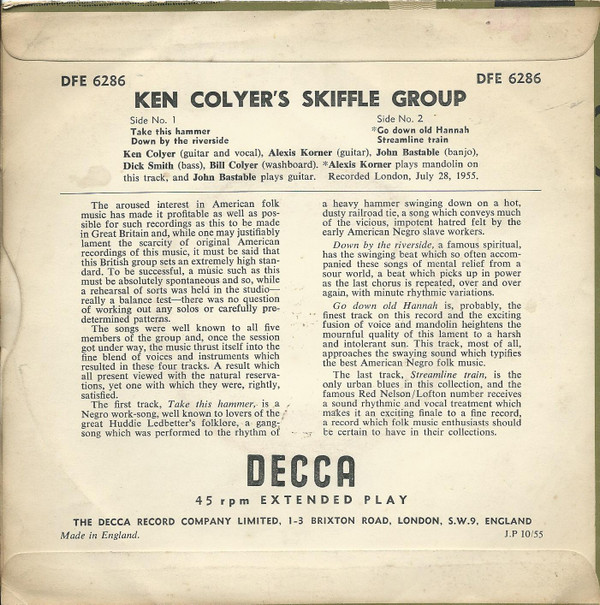 DFE 6286
DFE 6286
KEN COLYER'S SKIFFLE GROUP
Side No. 1
Take this hammer
Down by the riverside
Side No. 2
*Go down old Hannah
Streamline train
Ken Colyer (guitar and vocal), Alexis Korner (guitar), John Bastable (banjo),
Dick Smith (bass), Bill Colyer (washboard). *Alexis Korner plays mandolin on
this track, and John Bastable plays guitar. Recorded London, July 28, 1955.
The aroused interest in American folk
music has made it profitable as well as pos-
sible for such recordings as this to be made
in Great Britain and, while one may justifiably
lament the scarcity of original American
recordings of this music, it must be said that
this British group sets an extremely high stan-
dard. To be successful, a music such as this
must be absolutely spontaneous and so, while
a rehearsal of sorts was held in the studio—
really a balance test—there was no question
of working out any solos or carefully pre-
determined patterns.
The songs were well known to all five
members of the group and, once the session
got under way, the music thrust itself into the
fine blend of voices and instruments which
resulted in these four tracks. A result which
all present viewed with the natural reserva-
tions, yet one with which they were, rightly,
satisfied.
The first track, Take this hammer, is a
Negro work-song, well known to lovers of the
great Huddie Ledbetter's folklore, a gang-
song which was performed to the rhythm of
a heavy hammer swinging down on a hot,
dusty railroad tie, a song which conveys much
of the vicious, impotent hatred felt by the
early American Negro slave workers.
Down by the riverside, a famous spiritual,
has the swinging beat which so often accom-
panied these songs of mental relief from a
sour world, a beat which picks up in power
as the last chorus is repeated, over and over
again, with minute rhythmic variations.
Go down old Hannah is, probably, the
finest track on this record and the exciting
fusion of voice and mandolin heightens the
mournful quality of this lament to a harsh
and intolerant sun. This track, most of all,
approaches the swaying sound which typifies
the best American Negro folk music.
The last track, Streamline train, is the
only urban blues in this collection, and the
famous Red Nelson/Lofton number receives
a sound rhythmic and vocal treatment which
makes it an exciting finale to a fine record,
a record which folk music enthusiasts should
be certain to have in their collections.
DECCA
45 rpm EXTENDED PLAY
THE DECCA RECORD COMPANY LIMITED, 1-3 BRIXTON ROAD, LONDON, S.W.9, ENGLAND
Made in England.
J.P 10/55